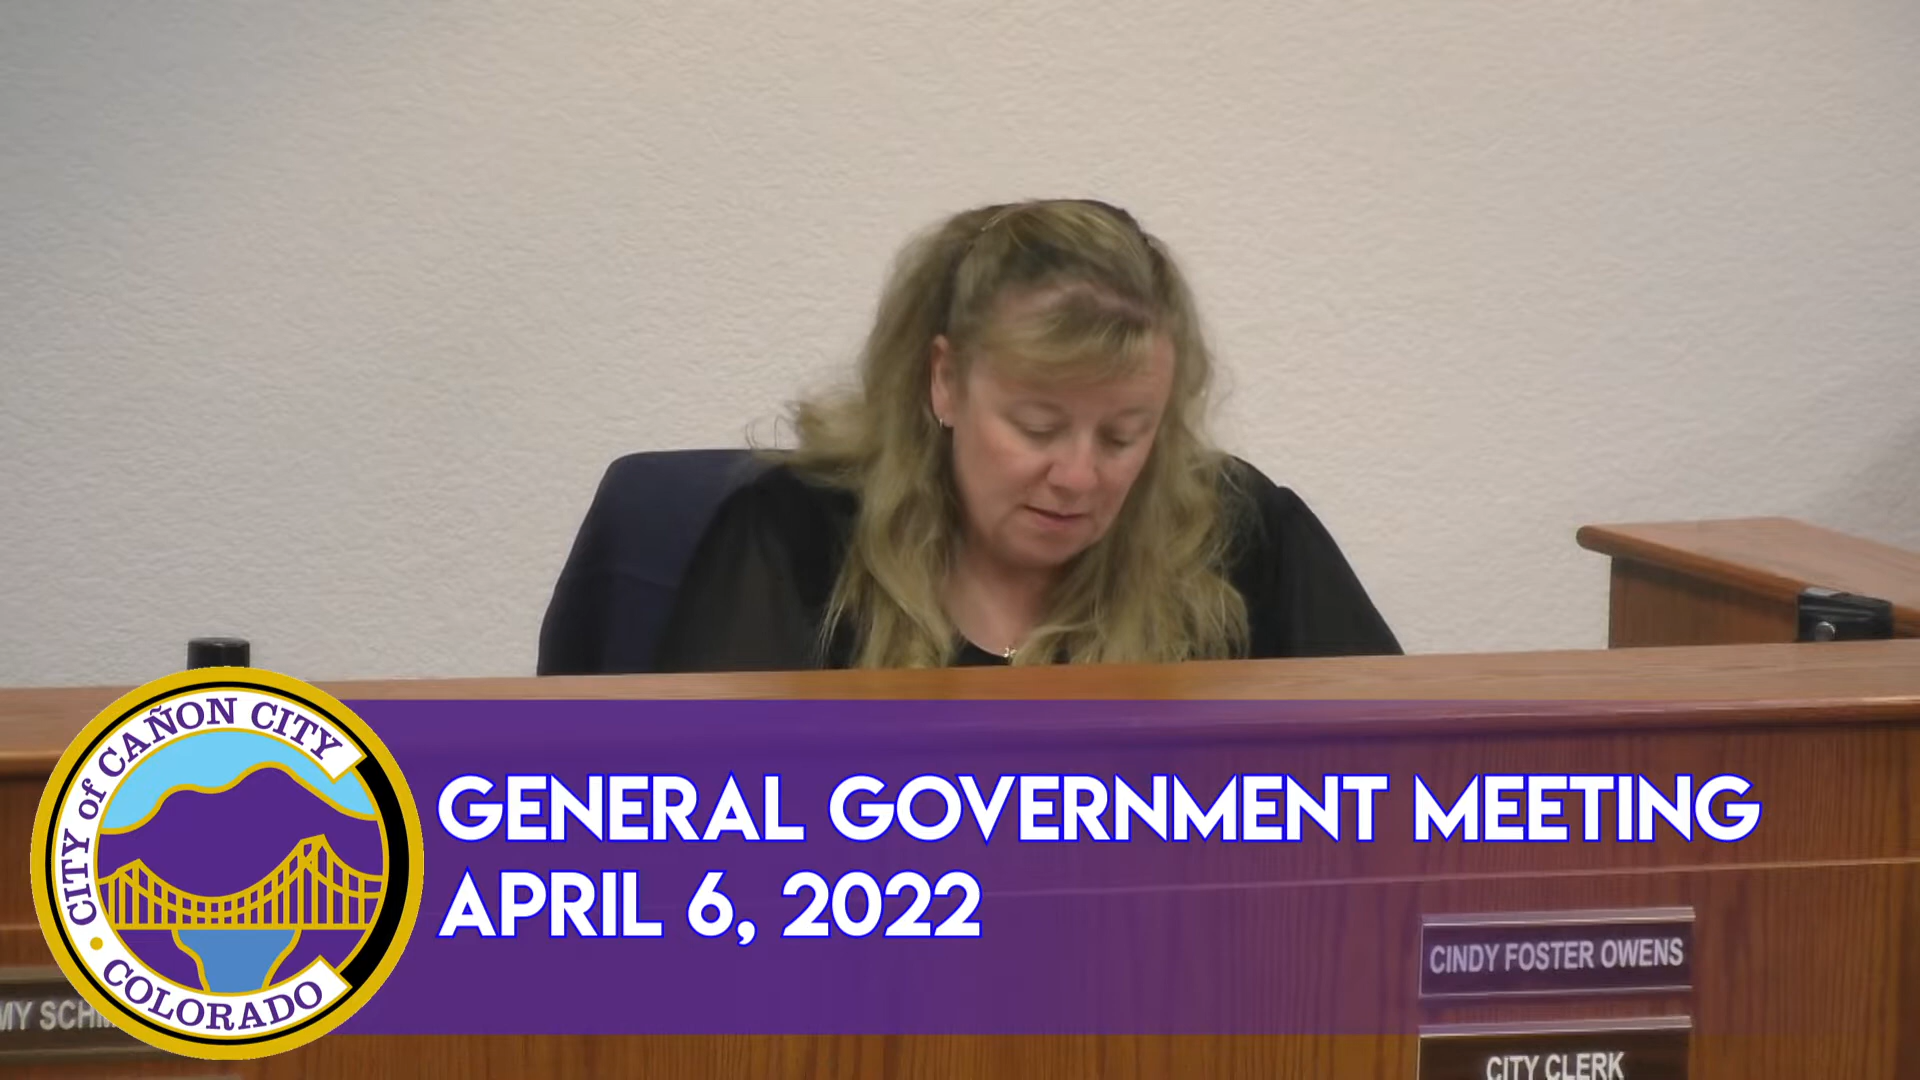 CITY of CAÑON CITY
COLORADO
GENERAL GOVERNMENT MEETING
APRIL 6, 2022
CINDY FOSTER OWENS
CITY CLERK